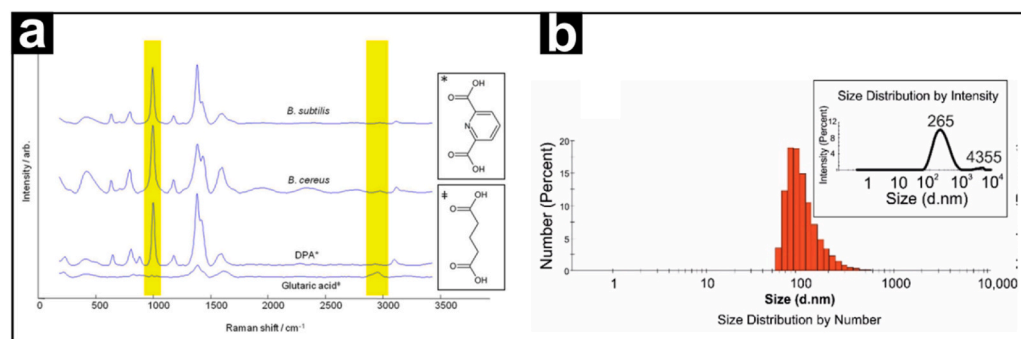 a
Intensity / arb.
B. subtilis
B. cereus
DPA*
Glutaric acid‡
0 500 1000 1500 2000 2500 3000 3500
Raman shift / cm⁻¹
*
OH
O
N
O
OH
‡
O
OH
O
OH
b
Number (Percent)
20
15
10
5
0
1 10 100 1000 10,000
Size (d.nm)
Size Distribution by Number
Size Distribution by Intensity
Intensity (Percent)
12
8
4
265
4355
1 10 10² 10³ 10⁴
Size (d.nm)